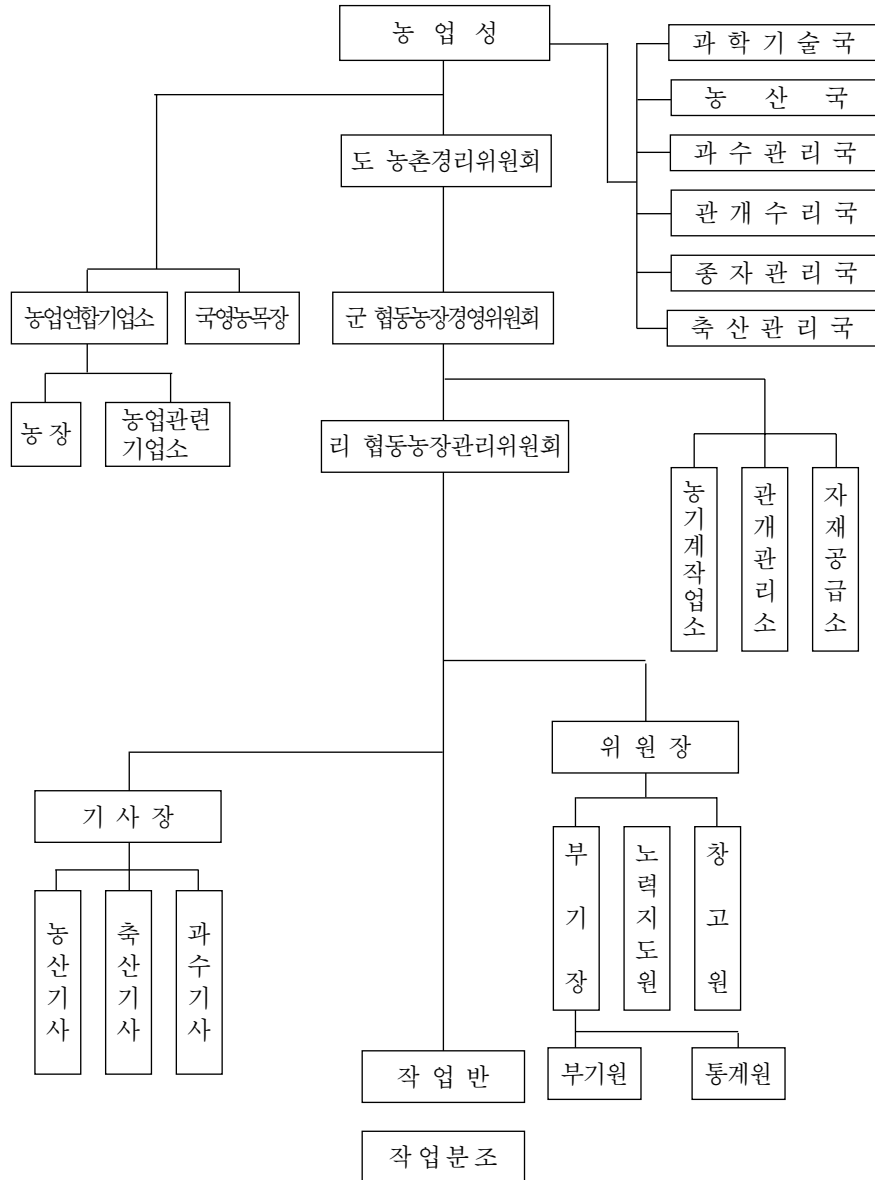 농 업 성
과 학 기 술 국
농 산 국
도 농촌경리위원회
과 수 관 리 국
관 개 수 리 국
종 자 관 리 국
농업연합기업소
국영농목장
군 협동농장경영위원회
축 산 관 리 국
농 장
농업관련
기업소
리 협동농장관리위원회
농기계작업소
관개관리소
자재공급소
위 원 장
기 사 장
부기장
노력지도원
창고원
농산기사
축산기사
과수기사
작 업 반
부기원
통계원
작 업 분 조